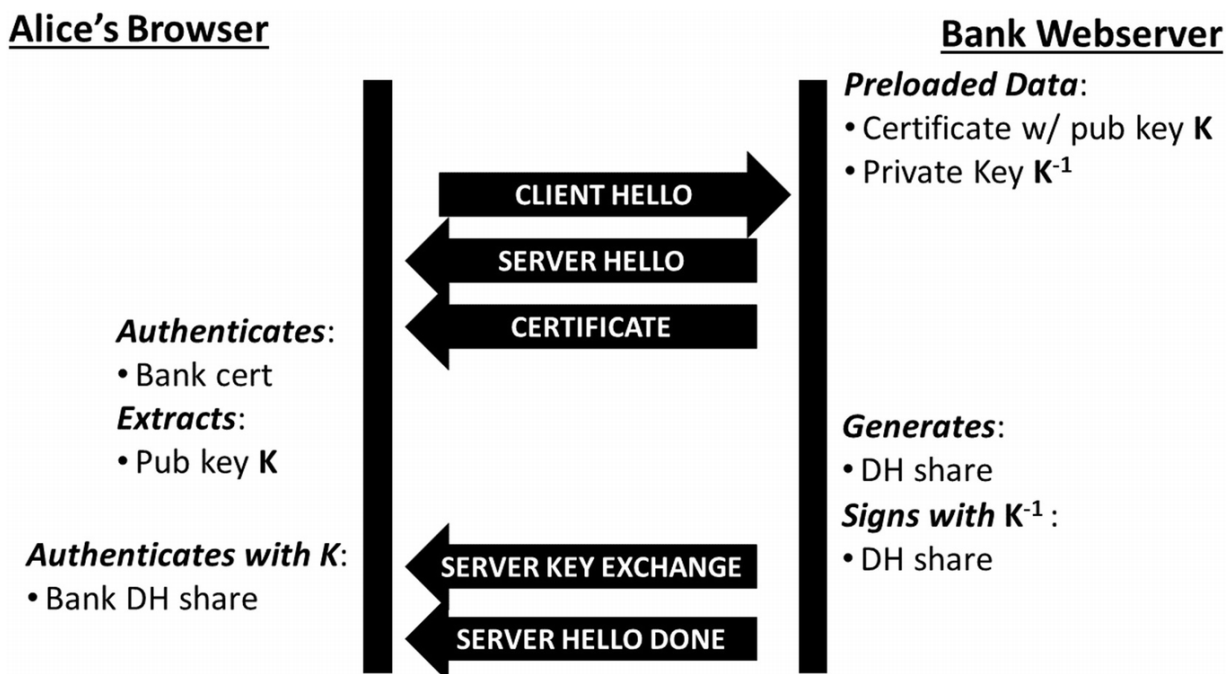 Alice's Browser
Bank Webserver
Preloaded Data:
• Certificate w/ pub key K
• Private Key K⁻¹
CLIENT HELLO
SERVER HELLO
CERTIFICATE
Authenticates:
• Bank cert
Extracts:
• Pub key K
Generates:
• DH share
Signs with K⁻¹ :
• DH share
Authenticates with K:
• Bank DH share
SERVER KEY EXCHANGE
SERVER HELLO DONE